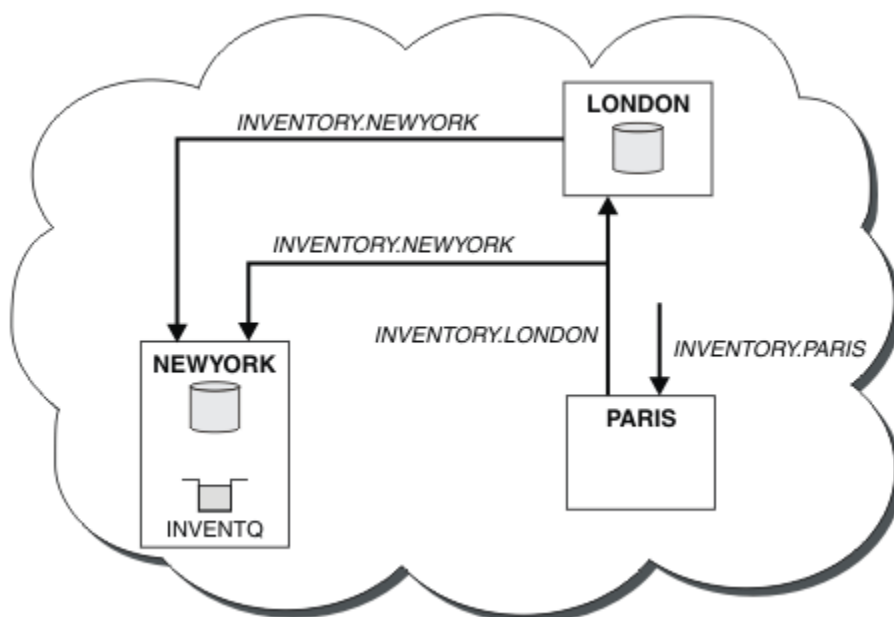 LONDON
INVENTORY.NEWYORK
INVENTORY.NEWYORK
INVENTORY.LONDON
INVENTORY.PARIS
NEWYORK
PARIS
INVENTQ